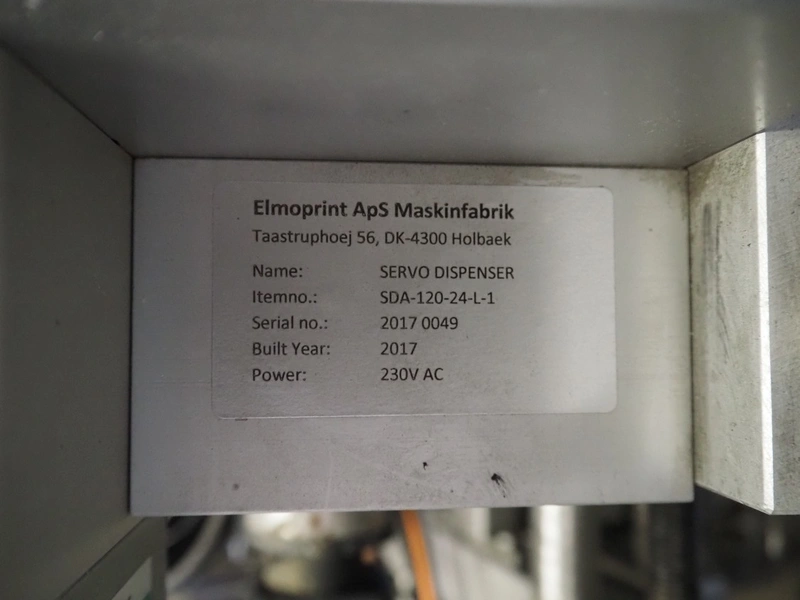 Elmoprint ApS Maskinfabrik
Taastruphoej 56, DK-4300 Holbaek
Name: SERVO DISPENSER
Itemno.: SDA-120-24-L-1
Serial no.: 2017 0049
Built Year: 2017
Power: 230V AC